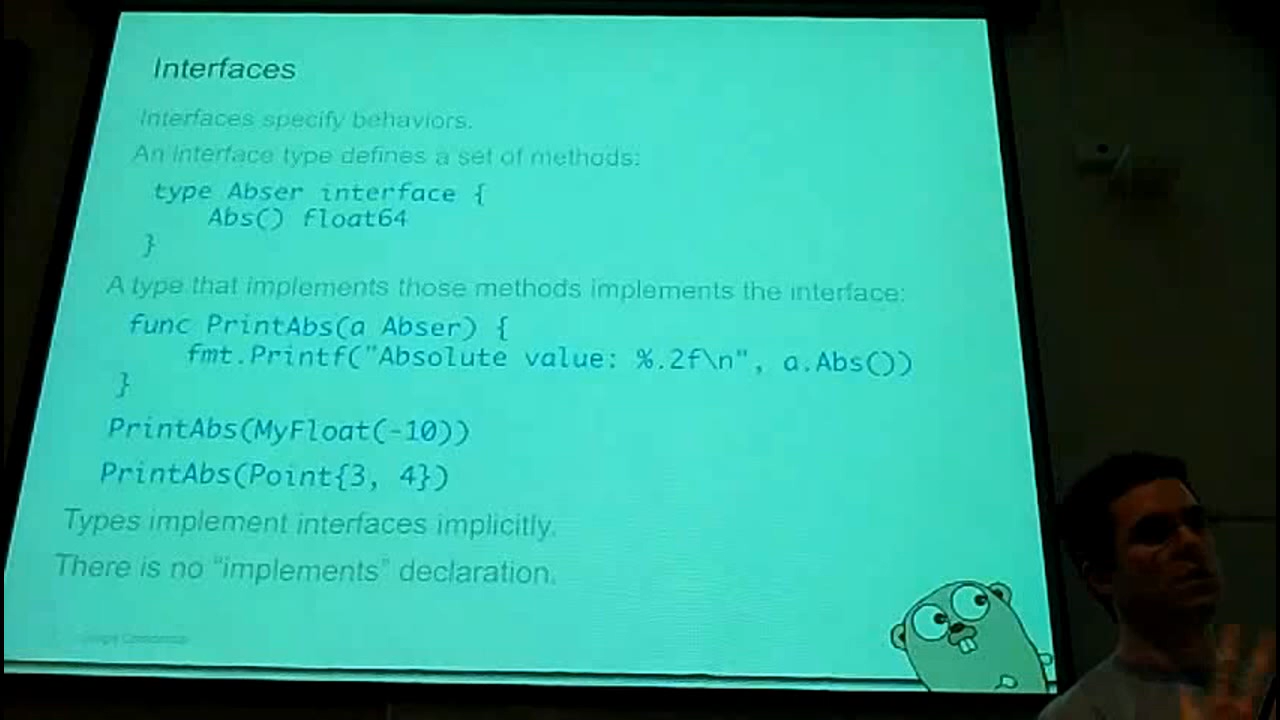 Interfaces
Interfaces specify behaviors.
An interface type defines a set of methods:
type Abser interface {
Abs() float64
}
A type that implements those methods implements the interface:
func PrintAbs(a Abser) {
fmt.Printf("Absolute value: %.2f\n", a.Abs())
}
PrintAbs(MyFloat(-10))
PrintAbs(Point{3, 4})
Types implement interfaces implicitly.
There is no “implements” declaration.
Google Confidential